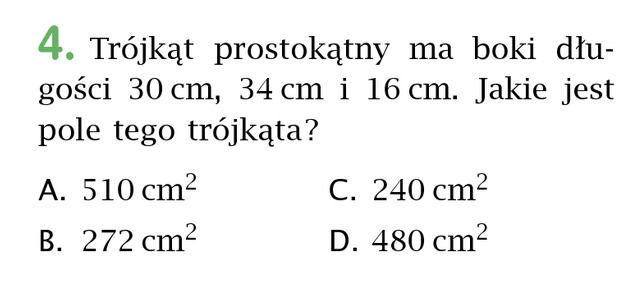 4. Trójkąt prostokątny ma boki dłu-
gości 30 cm, 34 cm i 16 cm. Jakie jest
pole tego trójkąta?
A. 510 cm² C. 240 cm²
B. 272 cm² D. 480 cm²